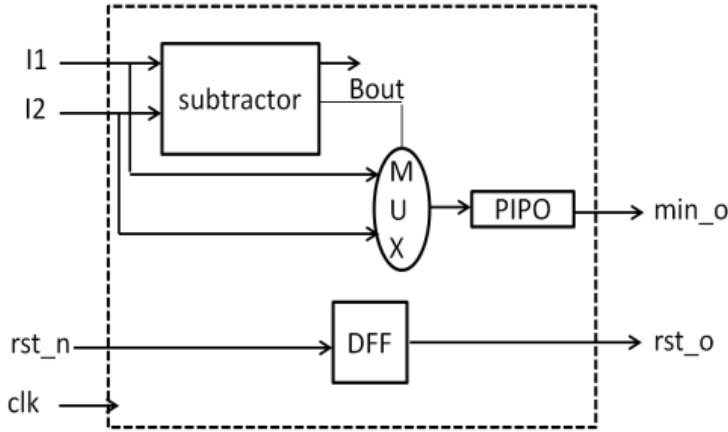 I1
I2
subtractor
Bout
M
U
X
PIPO
min_o
rst_n
DFF
rst_o
clk